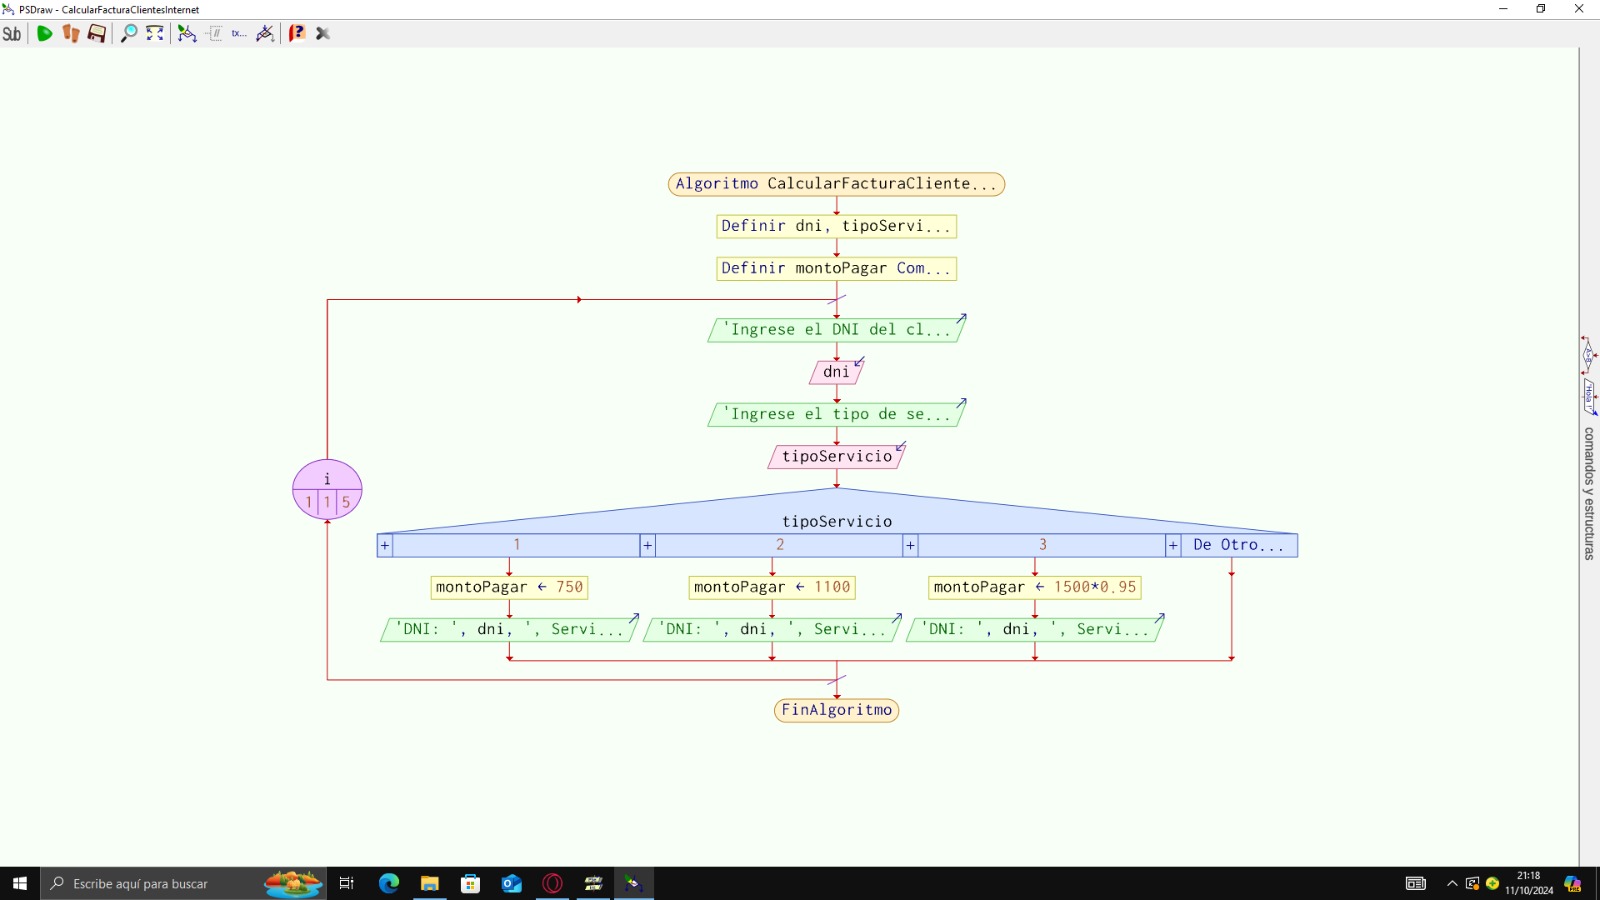 PSDraw - CalcularFacturaClientesInternet
Sub
tx...
Algoritmo CalcularFacturaCliente...
Definir dni, tipoServi...
Definir montoPagar Com...
'Ingrese el DNI del cl...
dni
'Ingrese el tipo de se...
tipoServicio
i
1 1 5
tipoServicio
+ 1 + 2 + 3 + De Otro...
montoPagar ← 750 montoPagar ← 1100 montoPagar ← 1500*0.95
'DNI: ', dni, ', Servi... 'DNI: ', dni, ', Servi... 'DNI: ', dni, ', Servi...
FinAlgoritmo
comandos y estructuras
Escribe aquí para buscar
21:18
11/10/2024